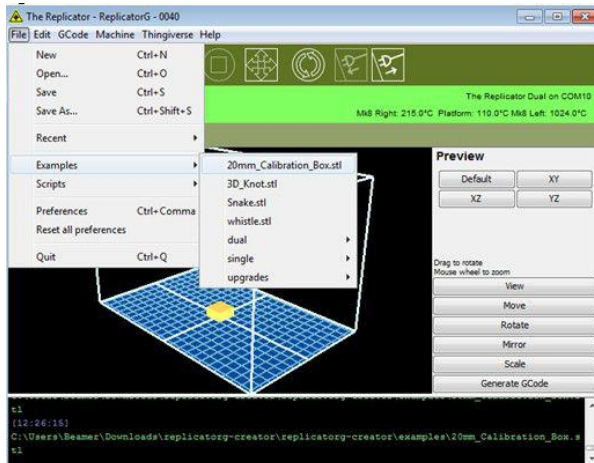 The Replicator - ReplicatorG - 0040
File Edit GCode Machine Thingiverse Help
New Ctrl+N
Open... Ctrl+O
Save Ctrl+S
Save As... Ctrl+Shift+S
Recent
Examples
Scripts
Preferences Ctrl+Comma
Reset all preferences
Quit Ctrl+Q
20mm_Calibration_Box.stl
3D_Knot.stl
Snake.stl
whistle.stl
dual
single
upgrades
The Replicator Dual on COM10
Mk8 Right: 215.0°C Platform: 110.0°C Mk8 Left: 1024.0°C
Preview
Default XY
XZ YZ
Drag to rotate
Mouse wheel to zoom
View
Move
Rotate
Mirror
Scale
Generate GCode
tl
[12:26:15]
C:\Users\Beamer\Downloads\replicatorg-creator\replicatorg-creator\examples\20mm_Calibration_Box.s
tl